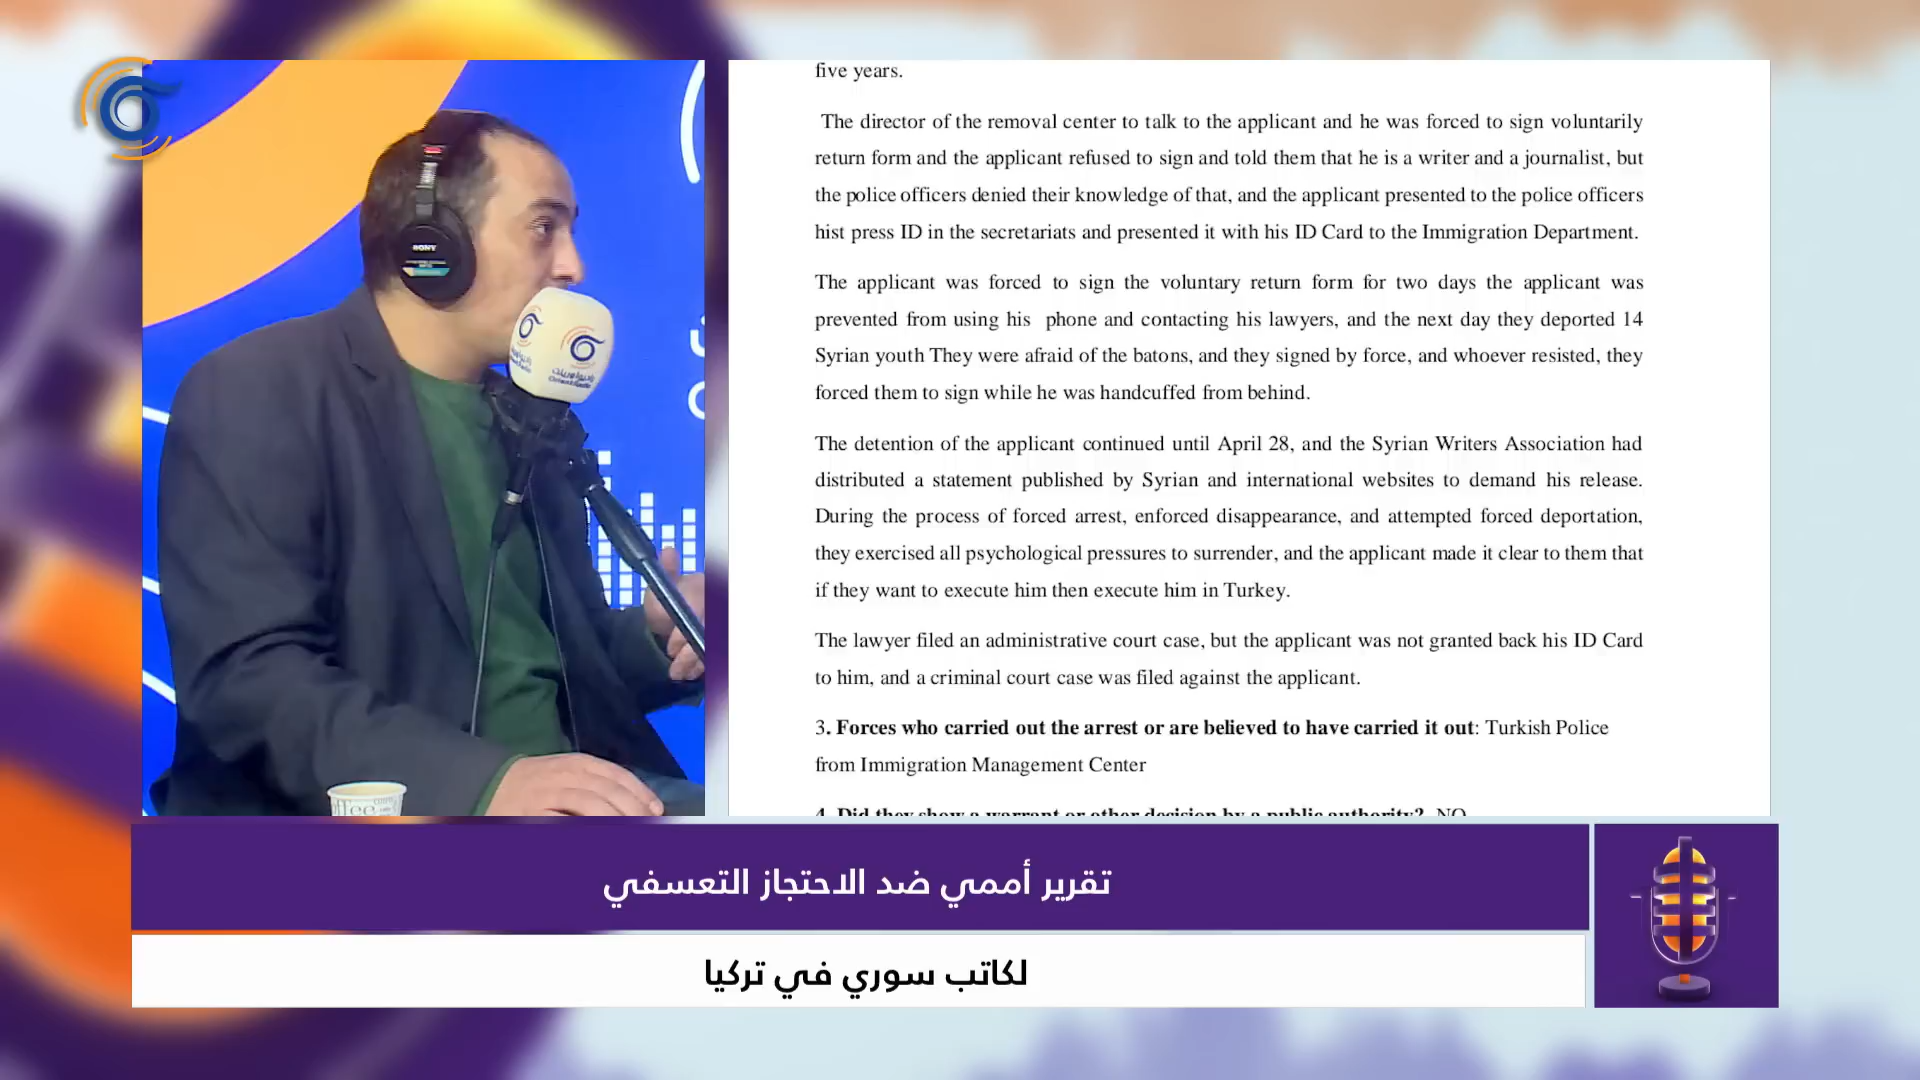 five years.
The director of the removal center to talk to the applicant and he was forced to sign voluntarily
return form and the applicant refused to sign and told them that he is a writer and a journalist, but
the police officers denied their knowledge of that, and the applicant presented to the police officers
hist press ID in the secretariats and presented it with his ID Card to the Immigration Department.
The applicant was forced to sign the voluntary return form for two days the applicant was
prevented from using his phone and contacting his lawyers, and the next day they deported 14
Syrian youth They were afraid of the batons, and they signed by force, and whoever resisted, they
forced them to sign while he was handcuffed from behind.
The detention of the applicant continued until April 28, and the Syrian Writers Association had
distributed a statement published by Syrian and international websites to demand his release.
During the process of forced arrest, enforced disappearance, and attempted forced deportation,
they exercised all psychological pressures to surrender, and the applicant made it clear to them that
if they want to execute him then execute him in Turkey.
The lawyer filed an administrative court case, but the applicant was not granted back his ID Card
to him, and a criminal court case was filed against the applicant.
3. Forces who carried out the arrest or are believed to have carried it out: Turkish Police
from Immigration Management Center
4. Did they show a warrant or other decision by a public authority? NO
SONY
تقرير أممي ضد الاحتجاز التعسفي
لكاتب سوري في تركيا